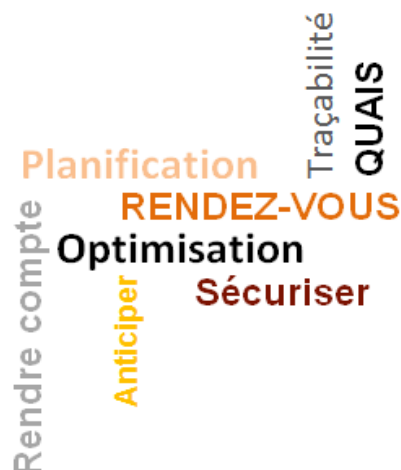 Traçabilité
QUAIS
Planification
RENDEZ-VOUS
Optimisation
Sécuriser
Anticiper
Rendre compte